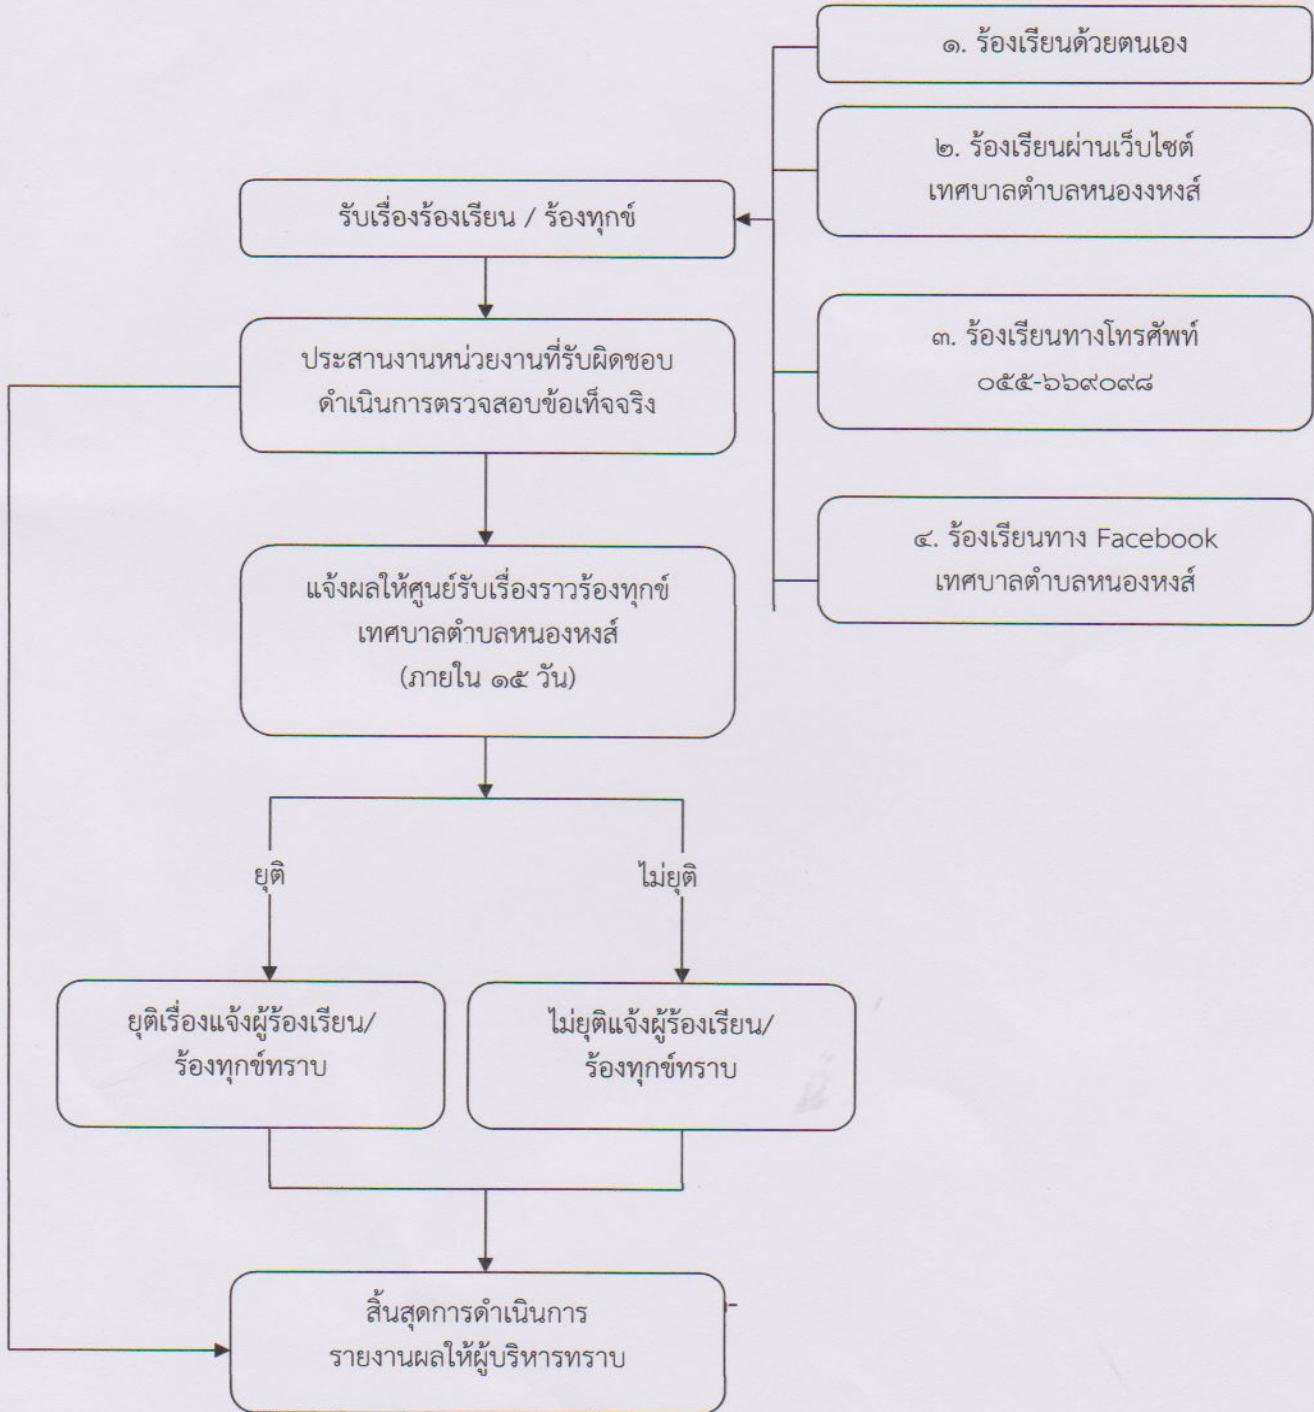 ๑. ร้องเรียนด้วยตนเอง
๒. ร้องเรียนผ่านเว็บไซต์
เทศบาลตำบลหนองงหงส์
รับเรื่องร้องเรียน / ร้องทุกข์
๓. ร้องเรียนทางโทรศัพท์
๐๕๕-๖๖๙๐๙๘
ประสานงานหน่วยงานที่รับผิดชอบ
ดำเนินการตรวจสอบข้อเท็จจริง
๔. ร้องเรียนทาง Facebook
เทศบาลตำบลหนองหงส์
แจ้งผลให้ศูนย์รับเรื่องราวร้องทุกข์
เทศบาลตำบลหนองหงส์
(ภายใน ๑๕ วัน)
ยุติ
ไม่ยุติ
ยุติเรื่องแจ้งผู้ร้องเรียน/
ร้องทุกข์ทราบ
ไม่ยุติแจ้งผู้ร้องเรียน/
ร้องทุกข์ทราบ
สิ้นสุดการดำเนินการ
รายงานผลให้ผู้บริหารทราบ